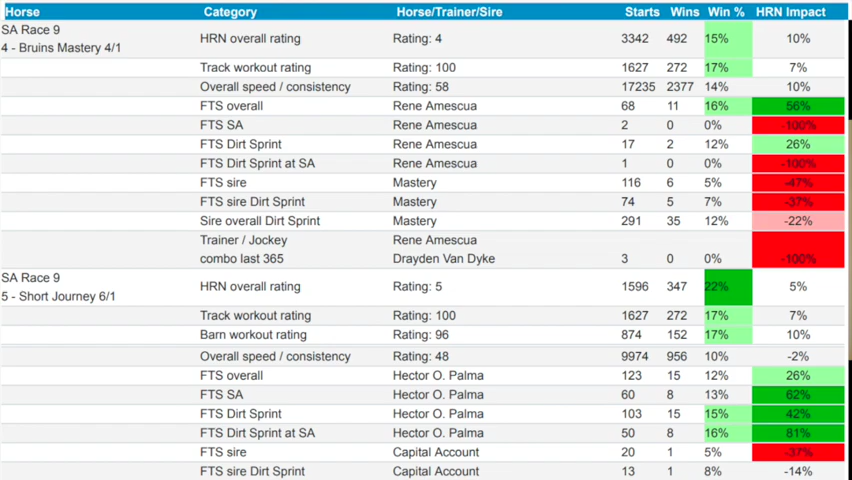 Horse Category Horse/Trainer/Sire Starts Wins Win % HRN Impact
SA Race 9
4 - Bruins Mastery 4/1 HRN overall rating Rating: 4 3342 492 15% 10%
Track workout rating Rating: 100 1627 272 17% 7%
Overall speed / consistency Rating: 58 17235 2377 14% 10%
FTS overall Rene Amescua 68 11 16% 56%
FTS SA Rene Amescua 2 0 0% -100%
FTS Dirt Sprint Rene Amescua 17 2 12% 26%
FTS Dirt Sprint at SA Rene Amescua 1 0 0% -100%
FTS sire Mastery 116 6 5% -47%
FTS sire Dirt Sprint Mastery 74 5 7% -37%
Sire overall Dirt Sprint Mastery 291 35 12% -22%
Trainer / Jockey Rene Amescua
combo last 365 Drayden Van Dyke 3 0 0% -100%
SA Race 9
5 - Short Journey 6/1 HRN overall rating Rating: 5 1596 347 22% 5%
Track workout rating Rating: 100 1627 272 17% 7%
Barn workout rating Rating: 96 874 152 17% 10%
Overall speed / consistency Rating: 48 9974 956 10% -2%
FTS overall Hector O. Palma 123 15 12% 26%
FTS SA Hector O. Palma 60 8 13% 62%
FTS Dirt Sprint Hector O. Palma 103 15 15% 42%
FTS Dirt Sprint at SA Hector O. Palma 50 8 16% 81%
FTS sire Capital Account 20 1 5% -37%
FTS sire Dirt Sprint Capital Account 13 1 8% -14%